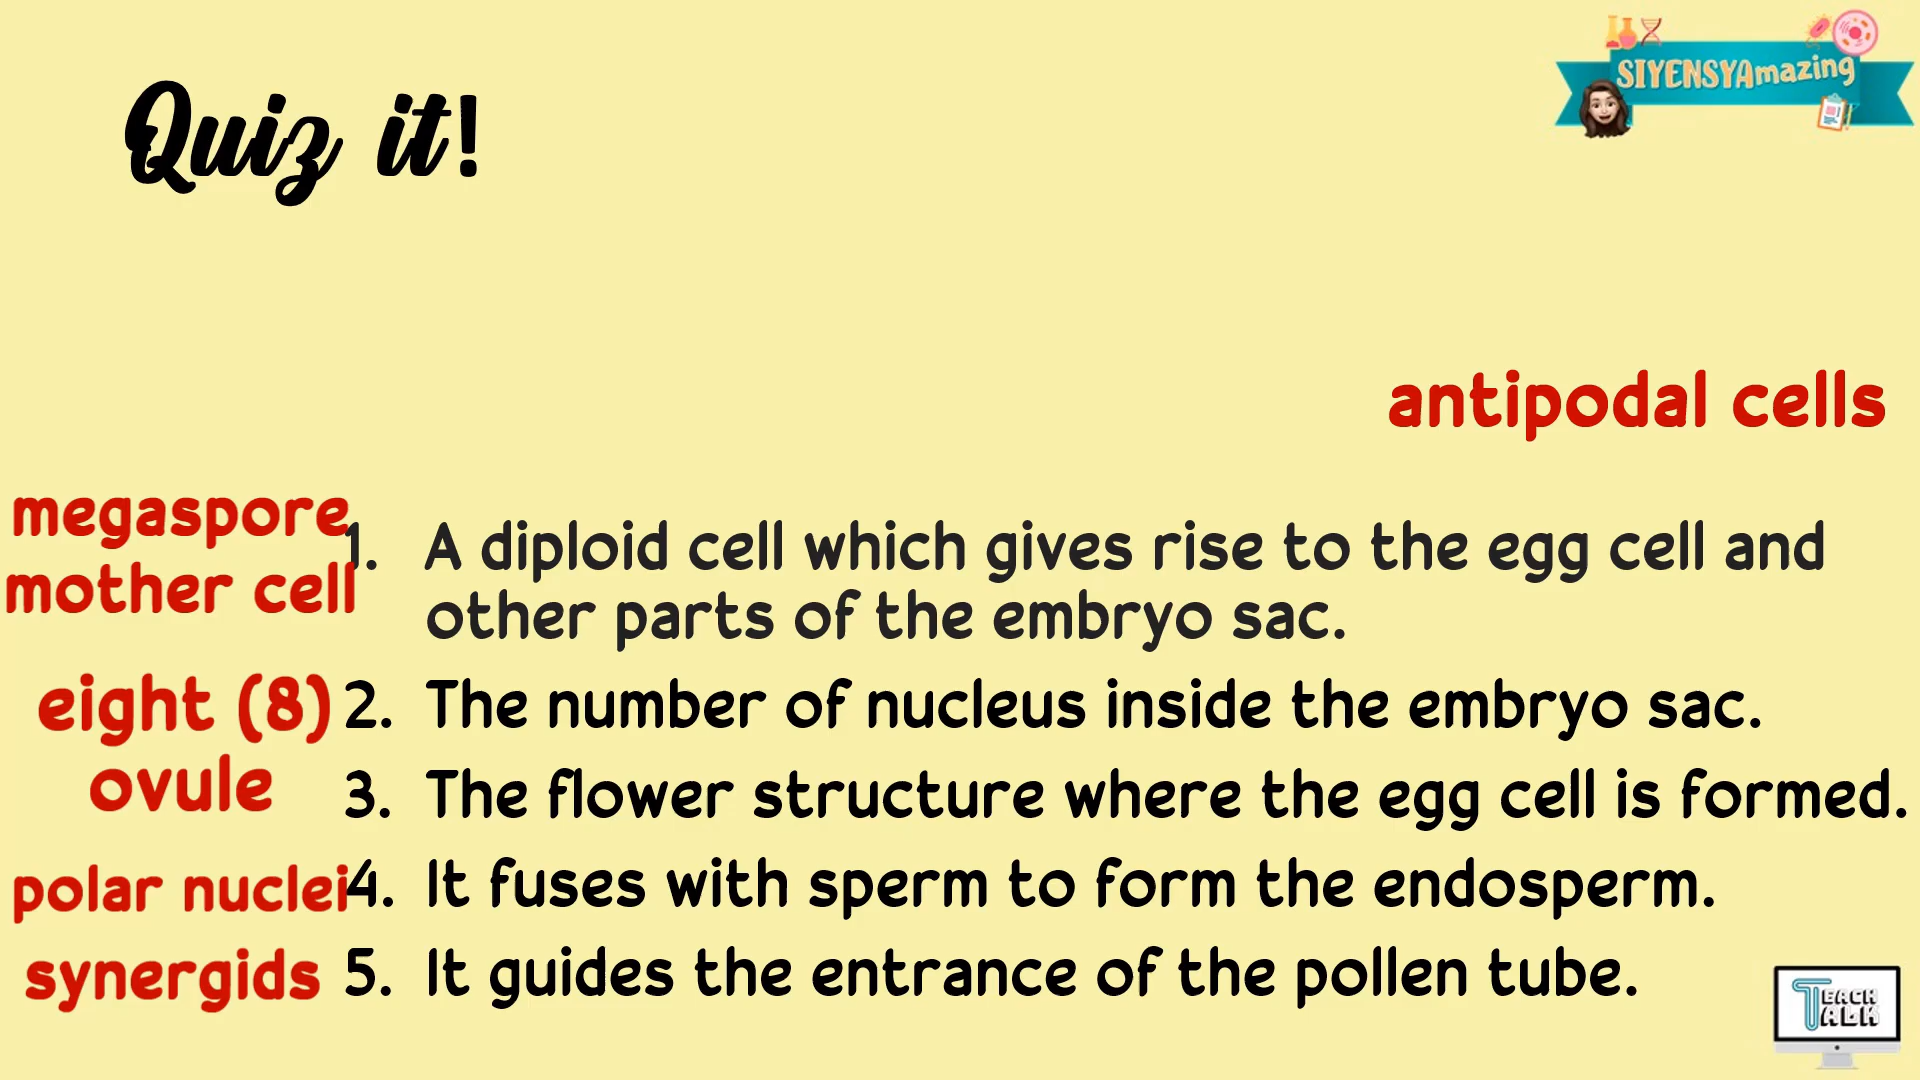 Quiz it!
SIYENSYAmazing
antipodal cells
megaspore
mother cell
1. A diploid cell which gives rise to the egg cell and
other parts of the embryo sac.
eight (8)
2. The number of nucleus inside the embryo sac.
ovule
3. The flower structure where the egg cell is formed.
polar nuclei
4. It fuses with sperm to form the endosperm.
synergids
5. It guides the entrance of the pollen tube.
TEACH
TALK